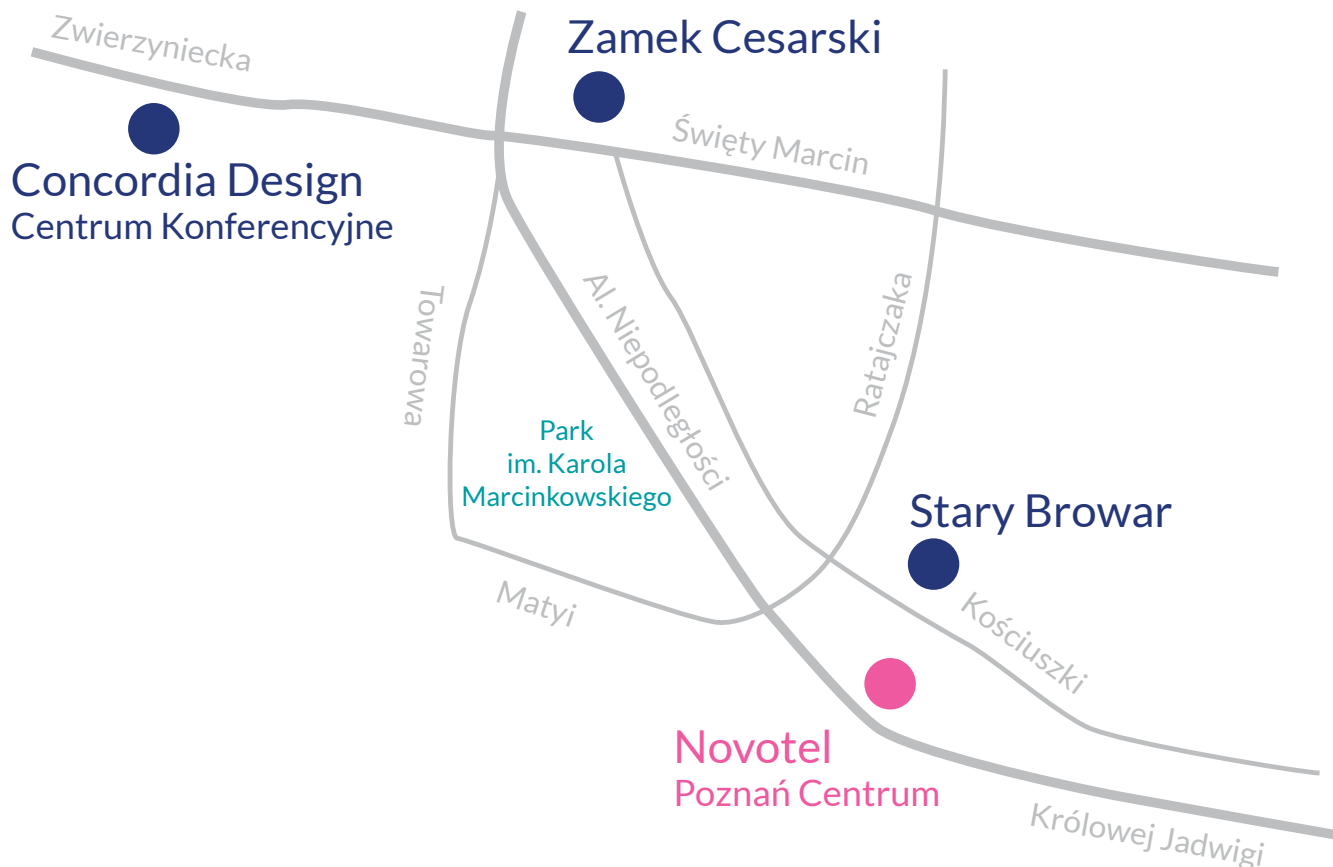 Zwierzyniecka
Zamek Cesarski
Święty Marcin
Concordia Design
Centrum Konferencyjne
Towarowa
Al. Niepodległości
Ratajczaka
Park
im. Karola
Marcinkowskiego
Stary Browar
Matyi
Kościuszki
Novotel
Poznań Centrum
Królowej Jadwigi